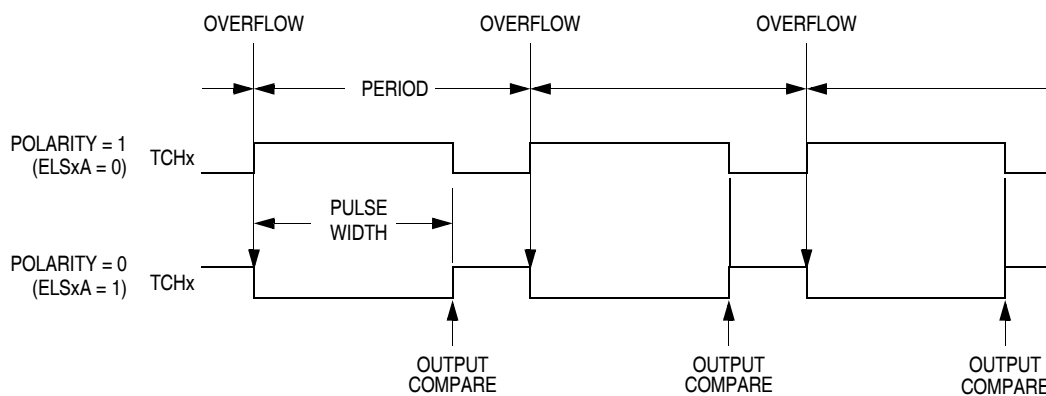 OVERFLOW
OVERFLOW
OVERFLOW
PERIOD
POLARITY = 1
(ELSxA = 0)
TCHx
PULSE
WIDTH
POLARITY = 0
(ELSxA = 1)
TCHx
OUTPUT
COMPARE
OUTPUT
COMPARE
OUTPUT
COMPARE